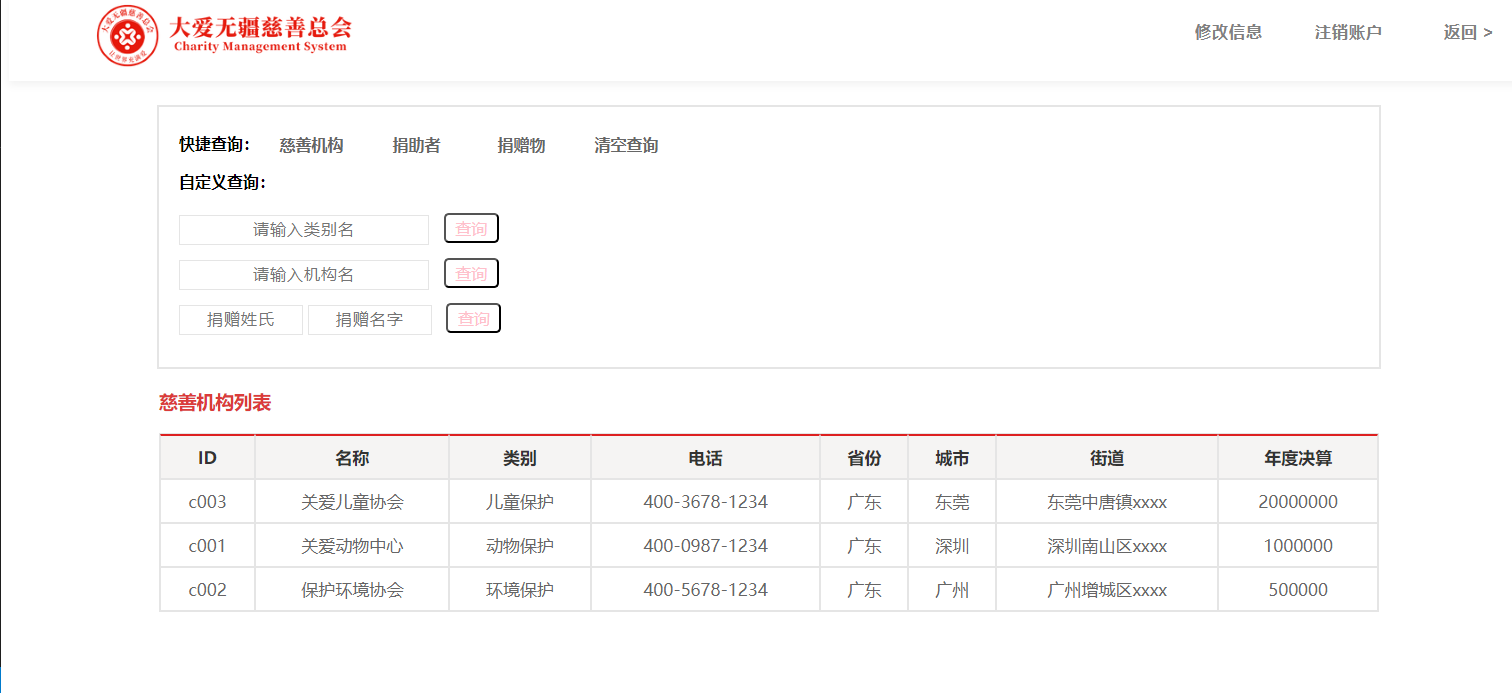 大爱无疆慈善总会
Charity Management System
修改信息 注销账户 返回 >
快捷查询: 慈善机构 捐助者 捐赠物 清空查询
自定义查询:
请输入类别名 查询
请输入机构名 查询
捐赠姓氏 捐赠名字 查询
慈善机构列表
ID 名称 类别 电话 省份 城市 街道 年度决算
c003 关爱儿童协会 儿童保护 400-3678-1234 广东 东莞 东莞中唐镇xxxx 20000000
c001 关爱动物中心 动物保护 400-0987-1234 广东 深圳 深圳南山区xxxx 1000000
c002 保护环境协会 环境保护 400-5678-1234 广东 广州 广州增城区xxxx 500000